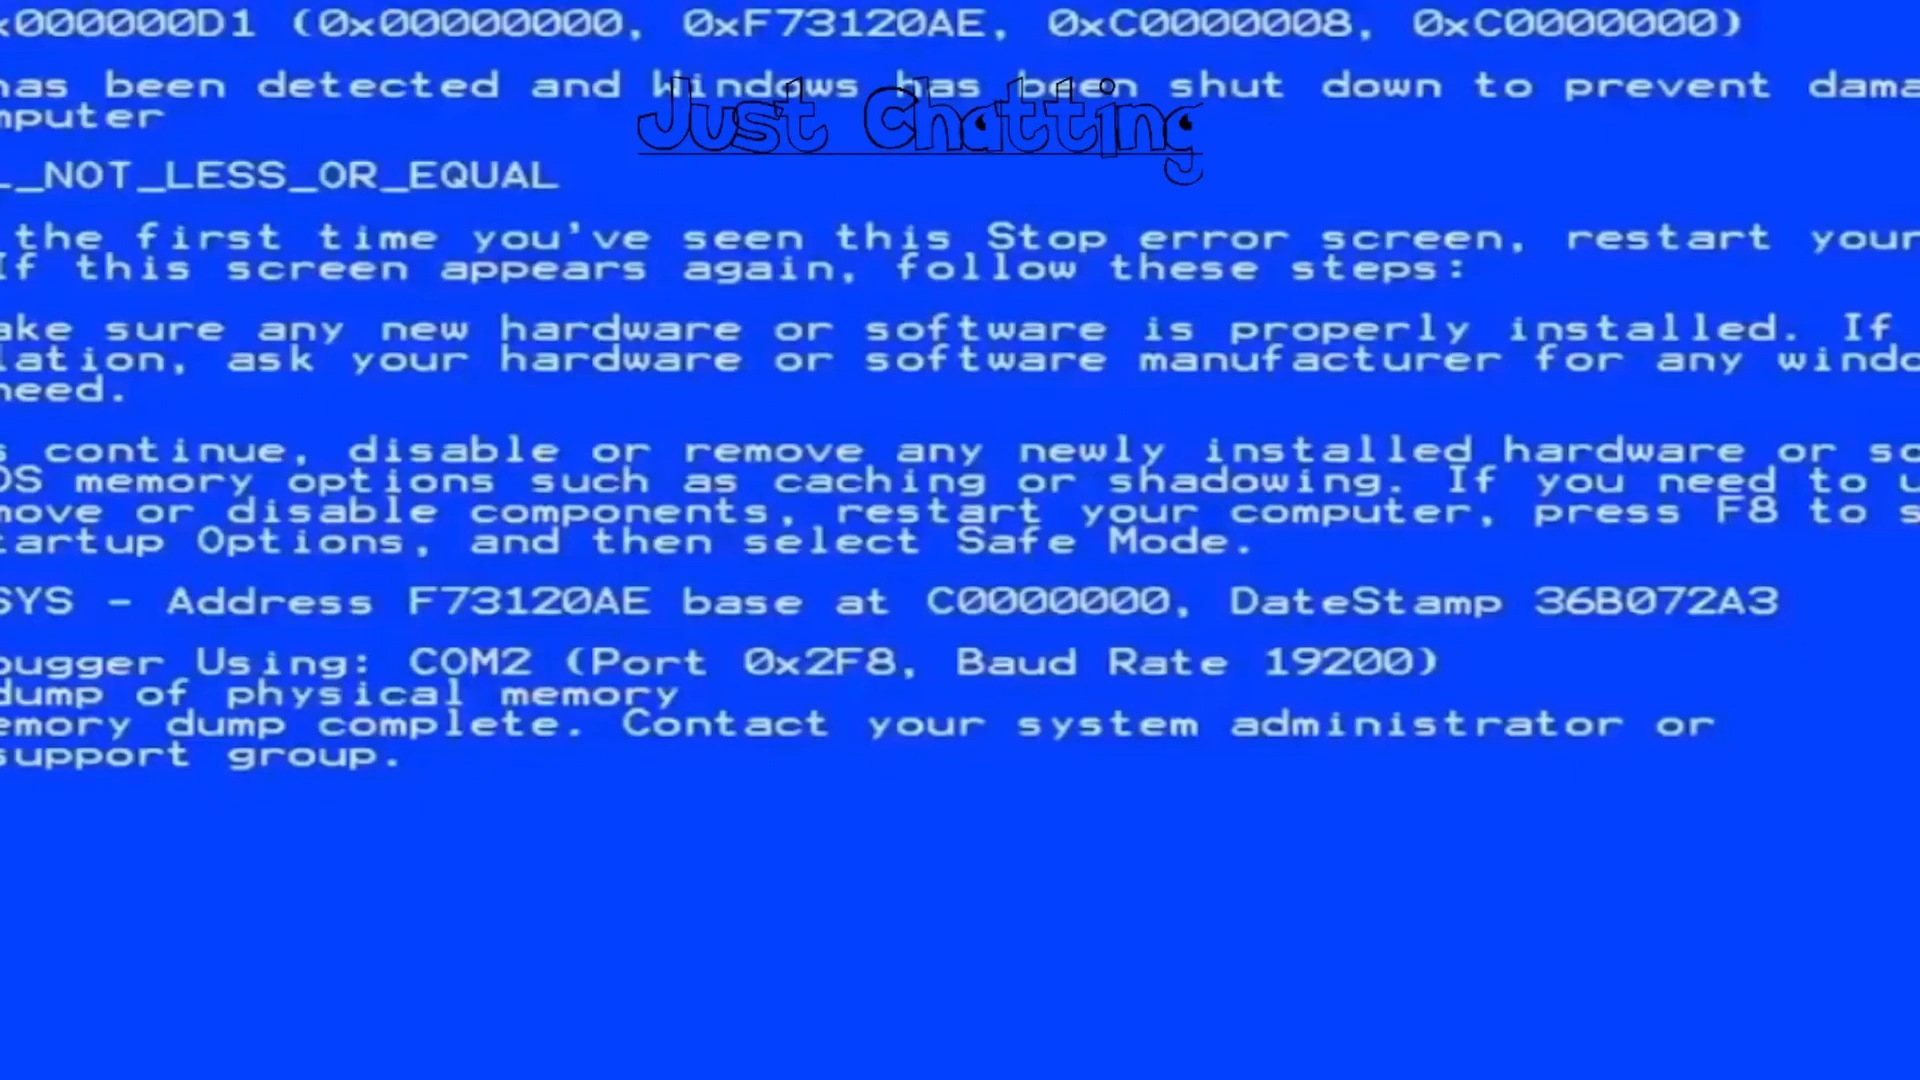 x000000D1 (0x00000000, 0xF73120AE, 0xC0000008, 0xC0000000)
has been detected and Windows has been shut down to prevent dama
mputer
Just Chatting
L_NOT_LESS_OR_EQUAL
the first time you've seen this Stop error screen, restart your
If this screen appears again, follow these steps:
ake sure any new hardware or software is properly installed. If
lation, ask your hardware or software manufacturer for any windo
need.
s continue, disable or remove any newly installed hardware or so
OS memory options such as caching or shadowing. If you need to u
move or disable components, restart your computer, press F8 to s
tartup Options, and then select Safe Mode.
SYS - Address F73120AE base at C0000000, DateStamp 36B072A3
bugger Using: COM2 (Port 0x2F8, Baud Rate 19200)
dump of physical memory
emory dump complete. Contact your system administrator or
support group.